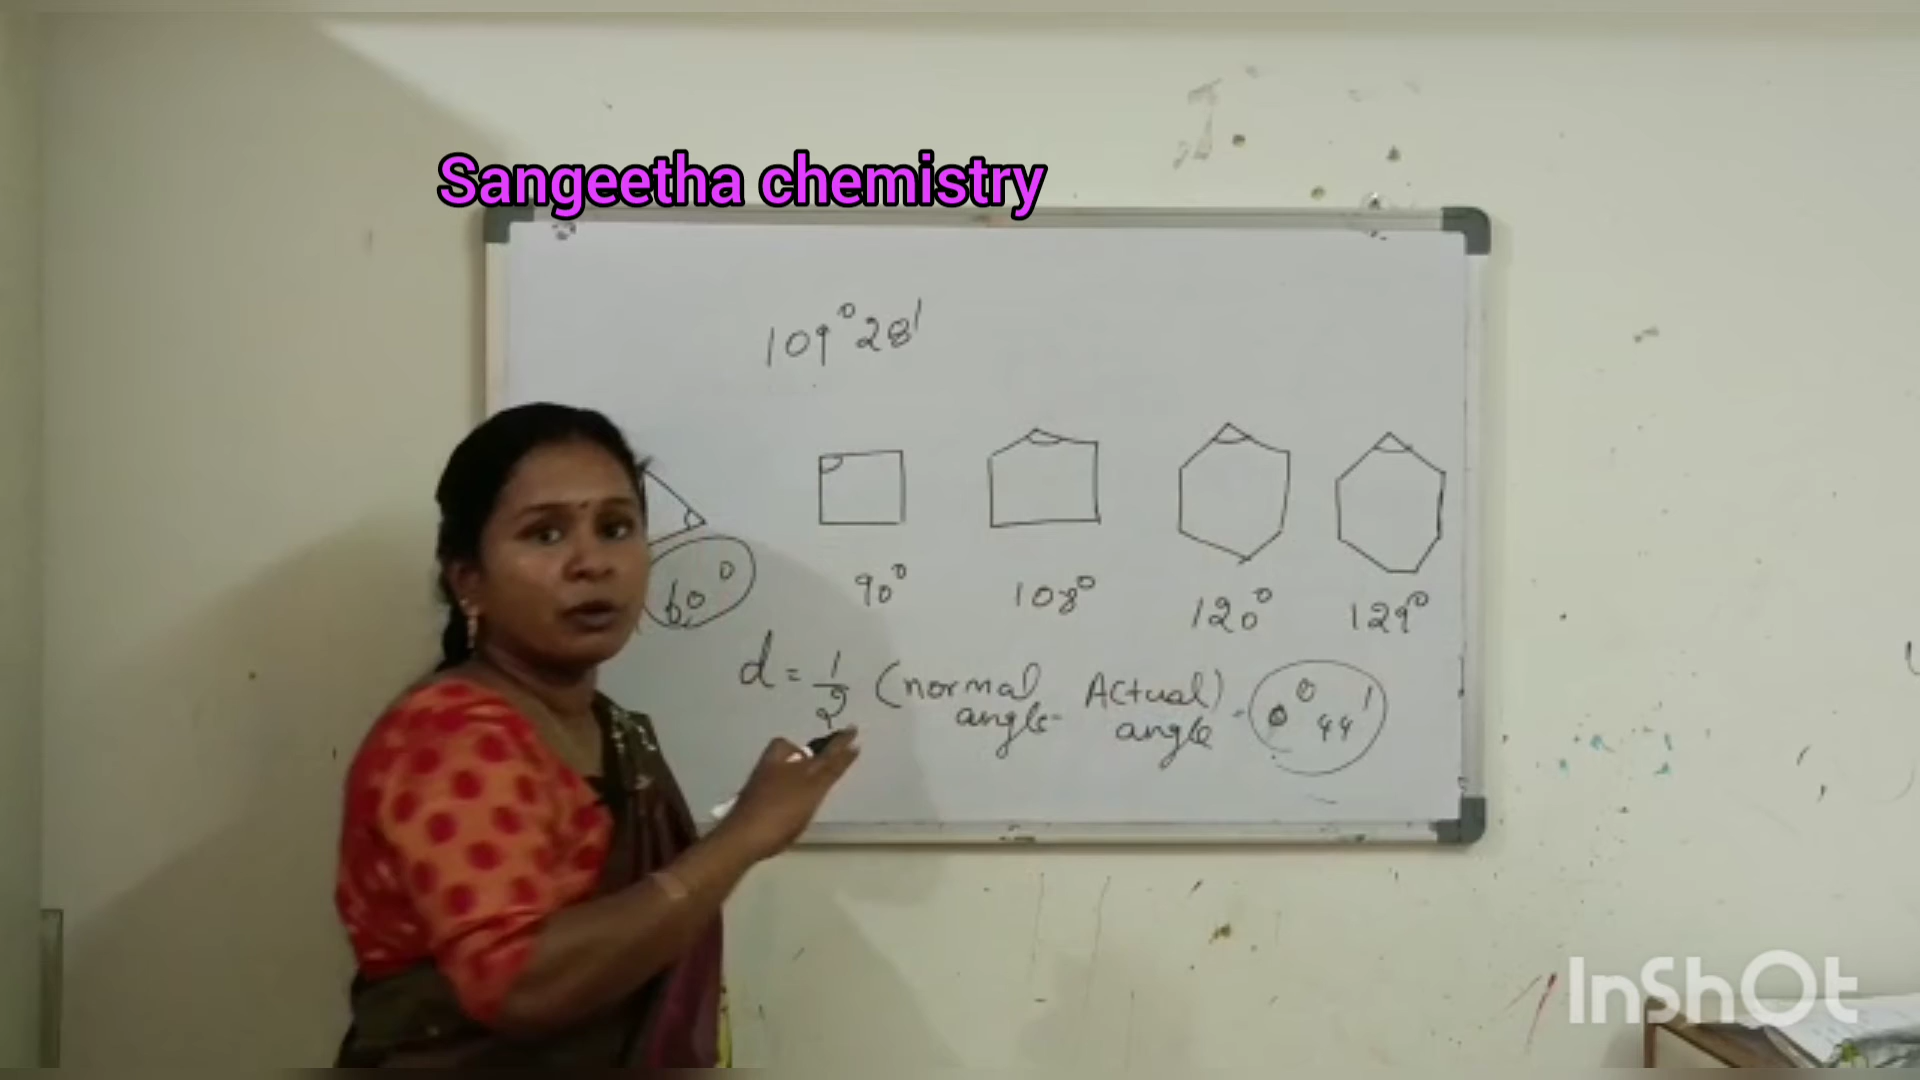 Sangeetha chemistry
109°28'
60° 90° 108° 120° 129°
d = 1/2 (normal angle - Actual angle) - 0°44'
InShOt